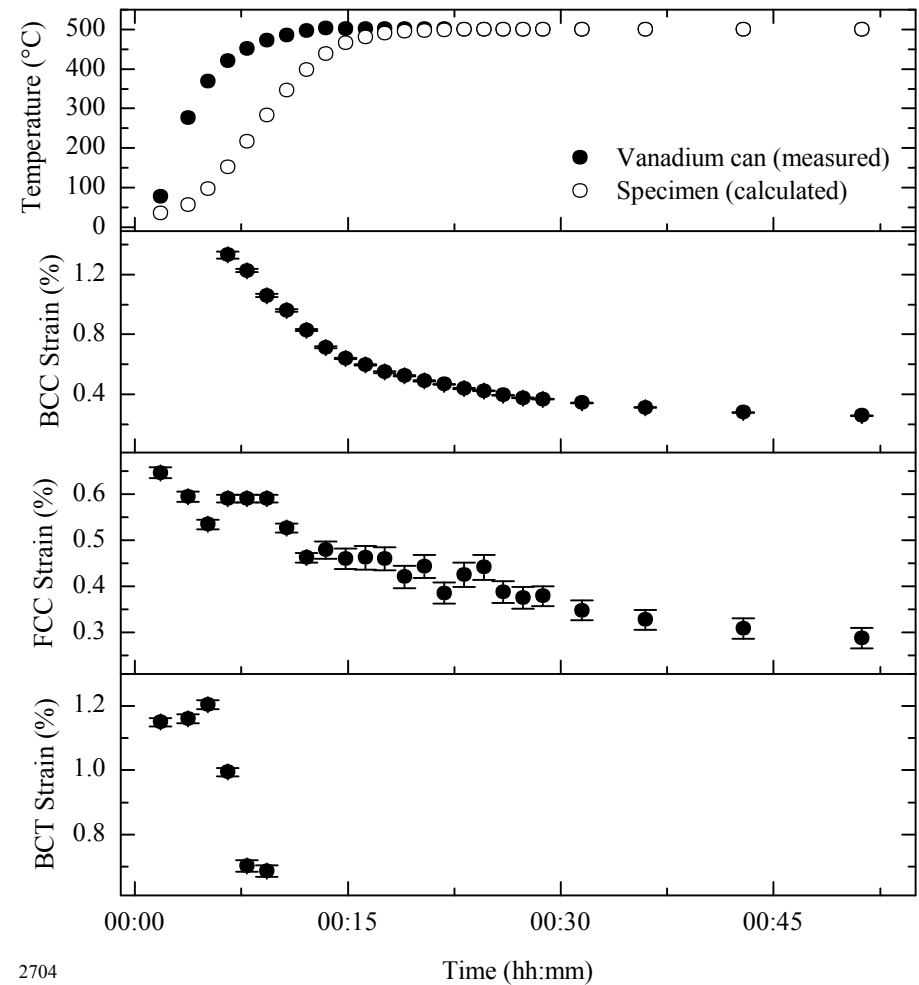 Temperature (°C)
500
400
300
200
100
0
Vanadium can (measured)
Specimen (calculated)
BCC Strain (%)
1.2
0.8
0.4
FCC Strain (%)
0.6
0.5
0.4
0.3
BCT Strain (%)
1.2
1.0
0.8
00:00 00:15 00:30 00:45
Time (hh:mm)
2704